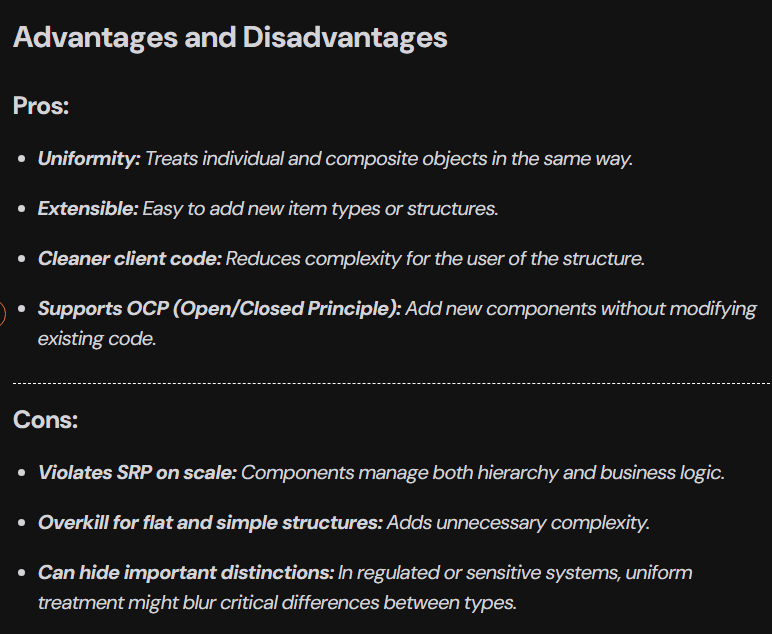 Advantages and Disadvantages
Pros:
• Uniformity: Treats individual and composite objects in the same way.
• Extensible: Easy to add new item types or structures.
• Cleaner client code: Reduces complexity for the user of the structure.
• Supports OCP (Open/Closed Principle): Add new components without modifying
existing code.
Cons:
• Violates SRP on scale: Components manage both hierarchy and business logic.
• Overkill for flat and simple structures: Adds unnecessary complexity.
• Can hide important distinctions: In regulated or sensitive systems, uniform
treatment might blur critical differences between types.